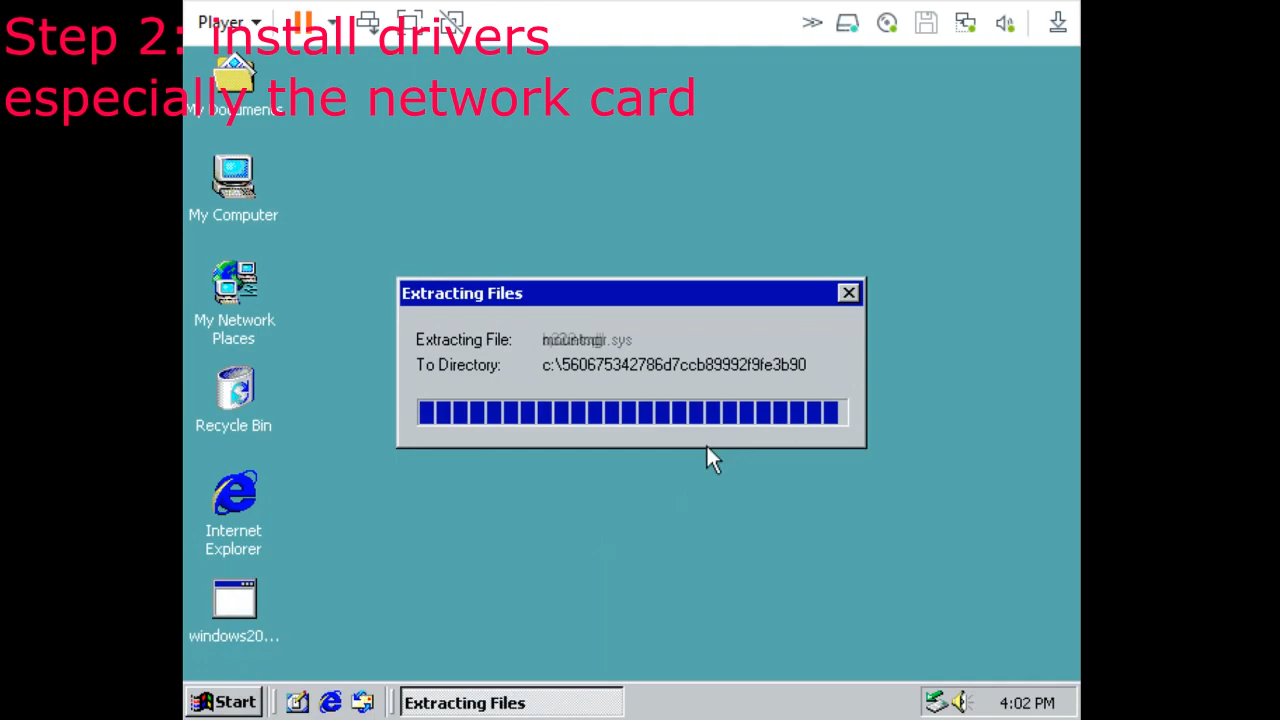 Player
Step 2: install drivers
especially the network card
My Documents
My Computer
My Network
Places
Recycle Bin
Internet
Explorer
windows20...
Extracting Files
Extracting File:
To Directory: c:\560675342786d7ccb89992f9fe3b90
Start
Extracting Files
4:02 PM